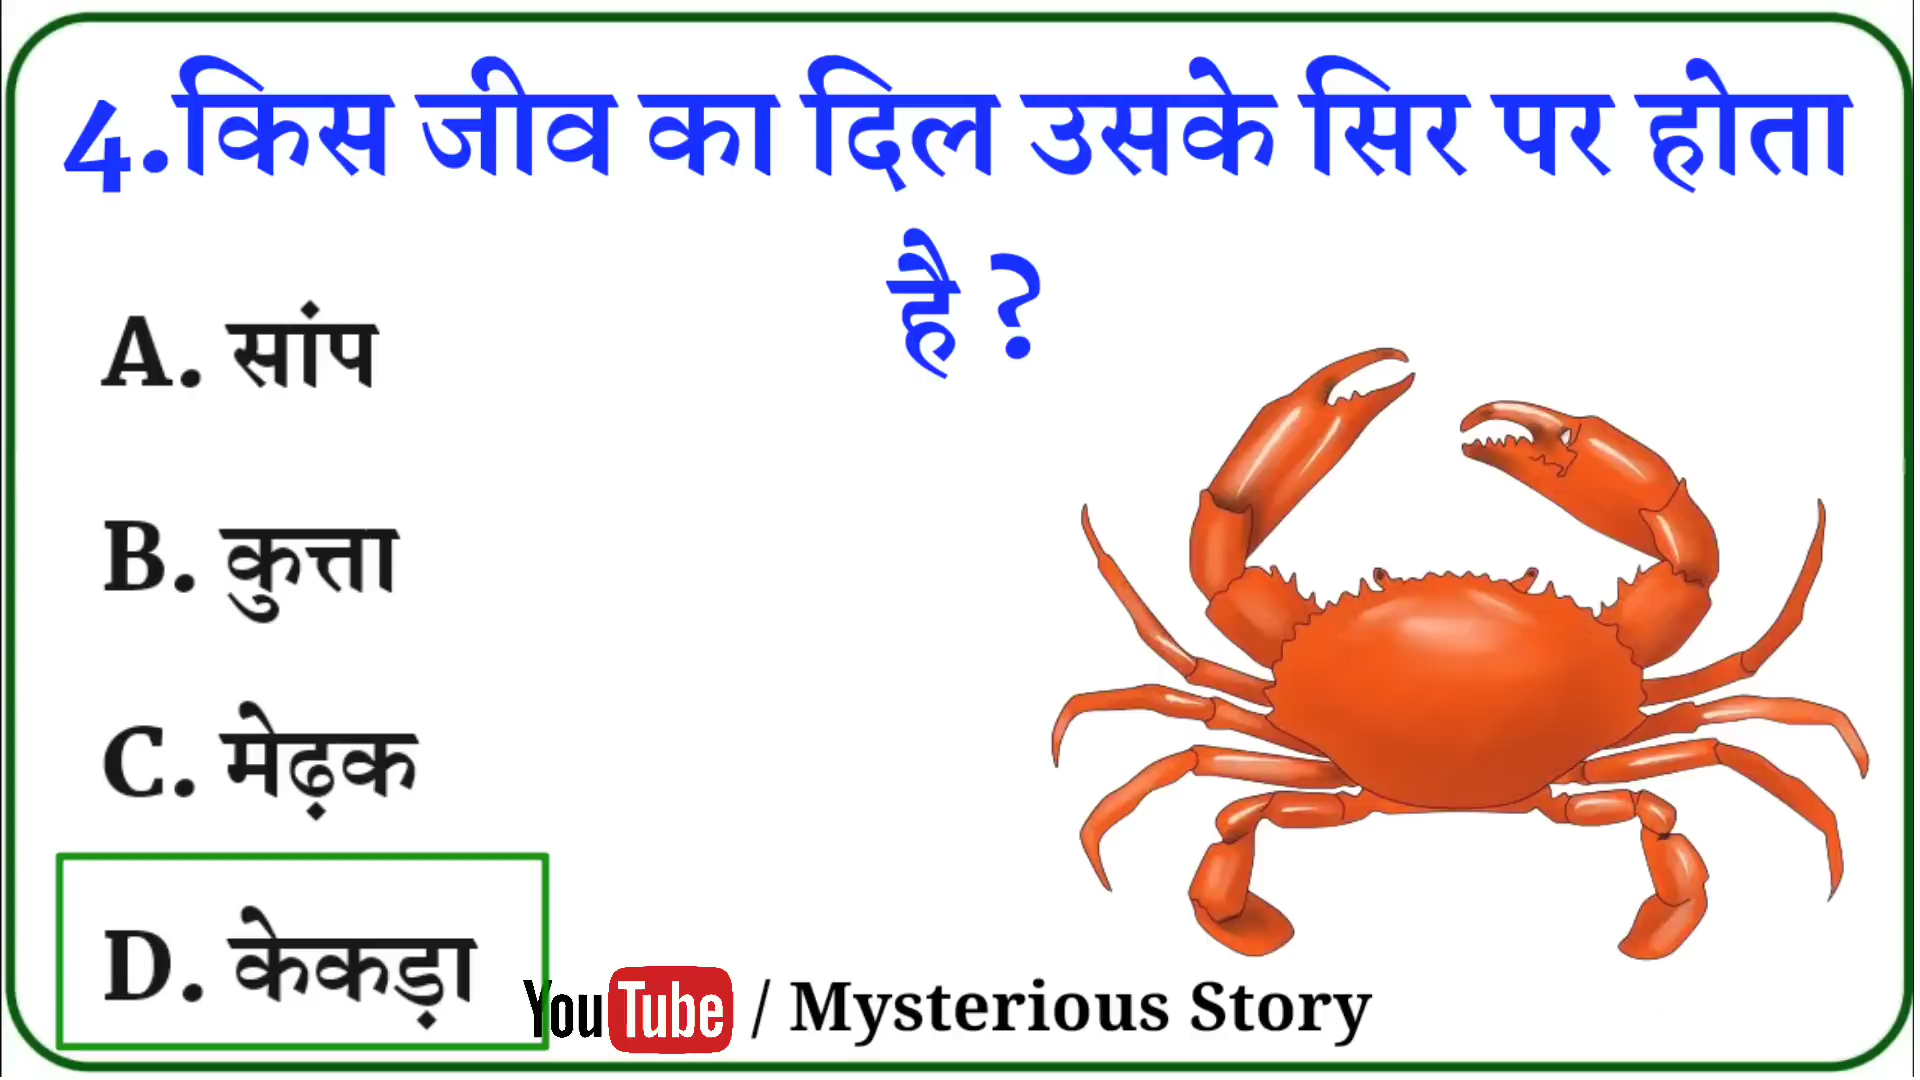 4.किस जीव का दिल उसके सिर पर होता
है ?
A. सांप
B. कुत्ता
C. मेढ़क
D. केकड़ा
YouTube / Mysterious Story